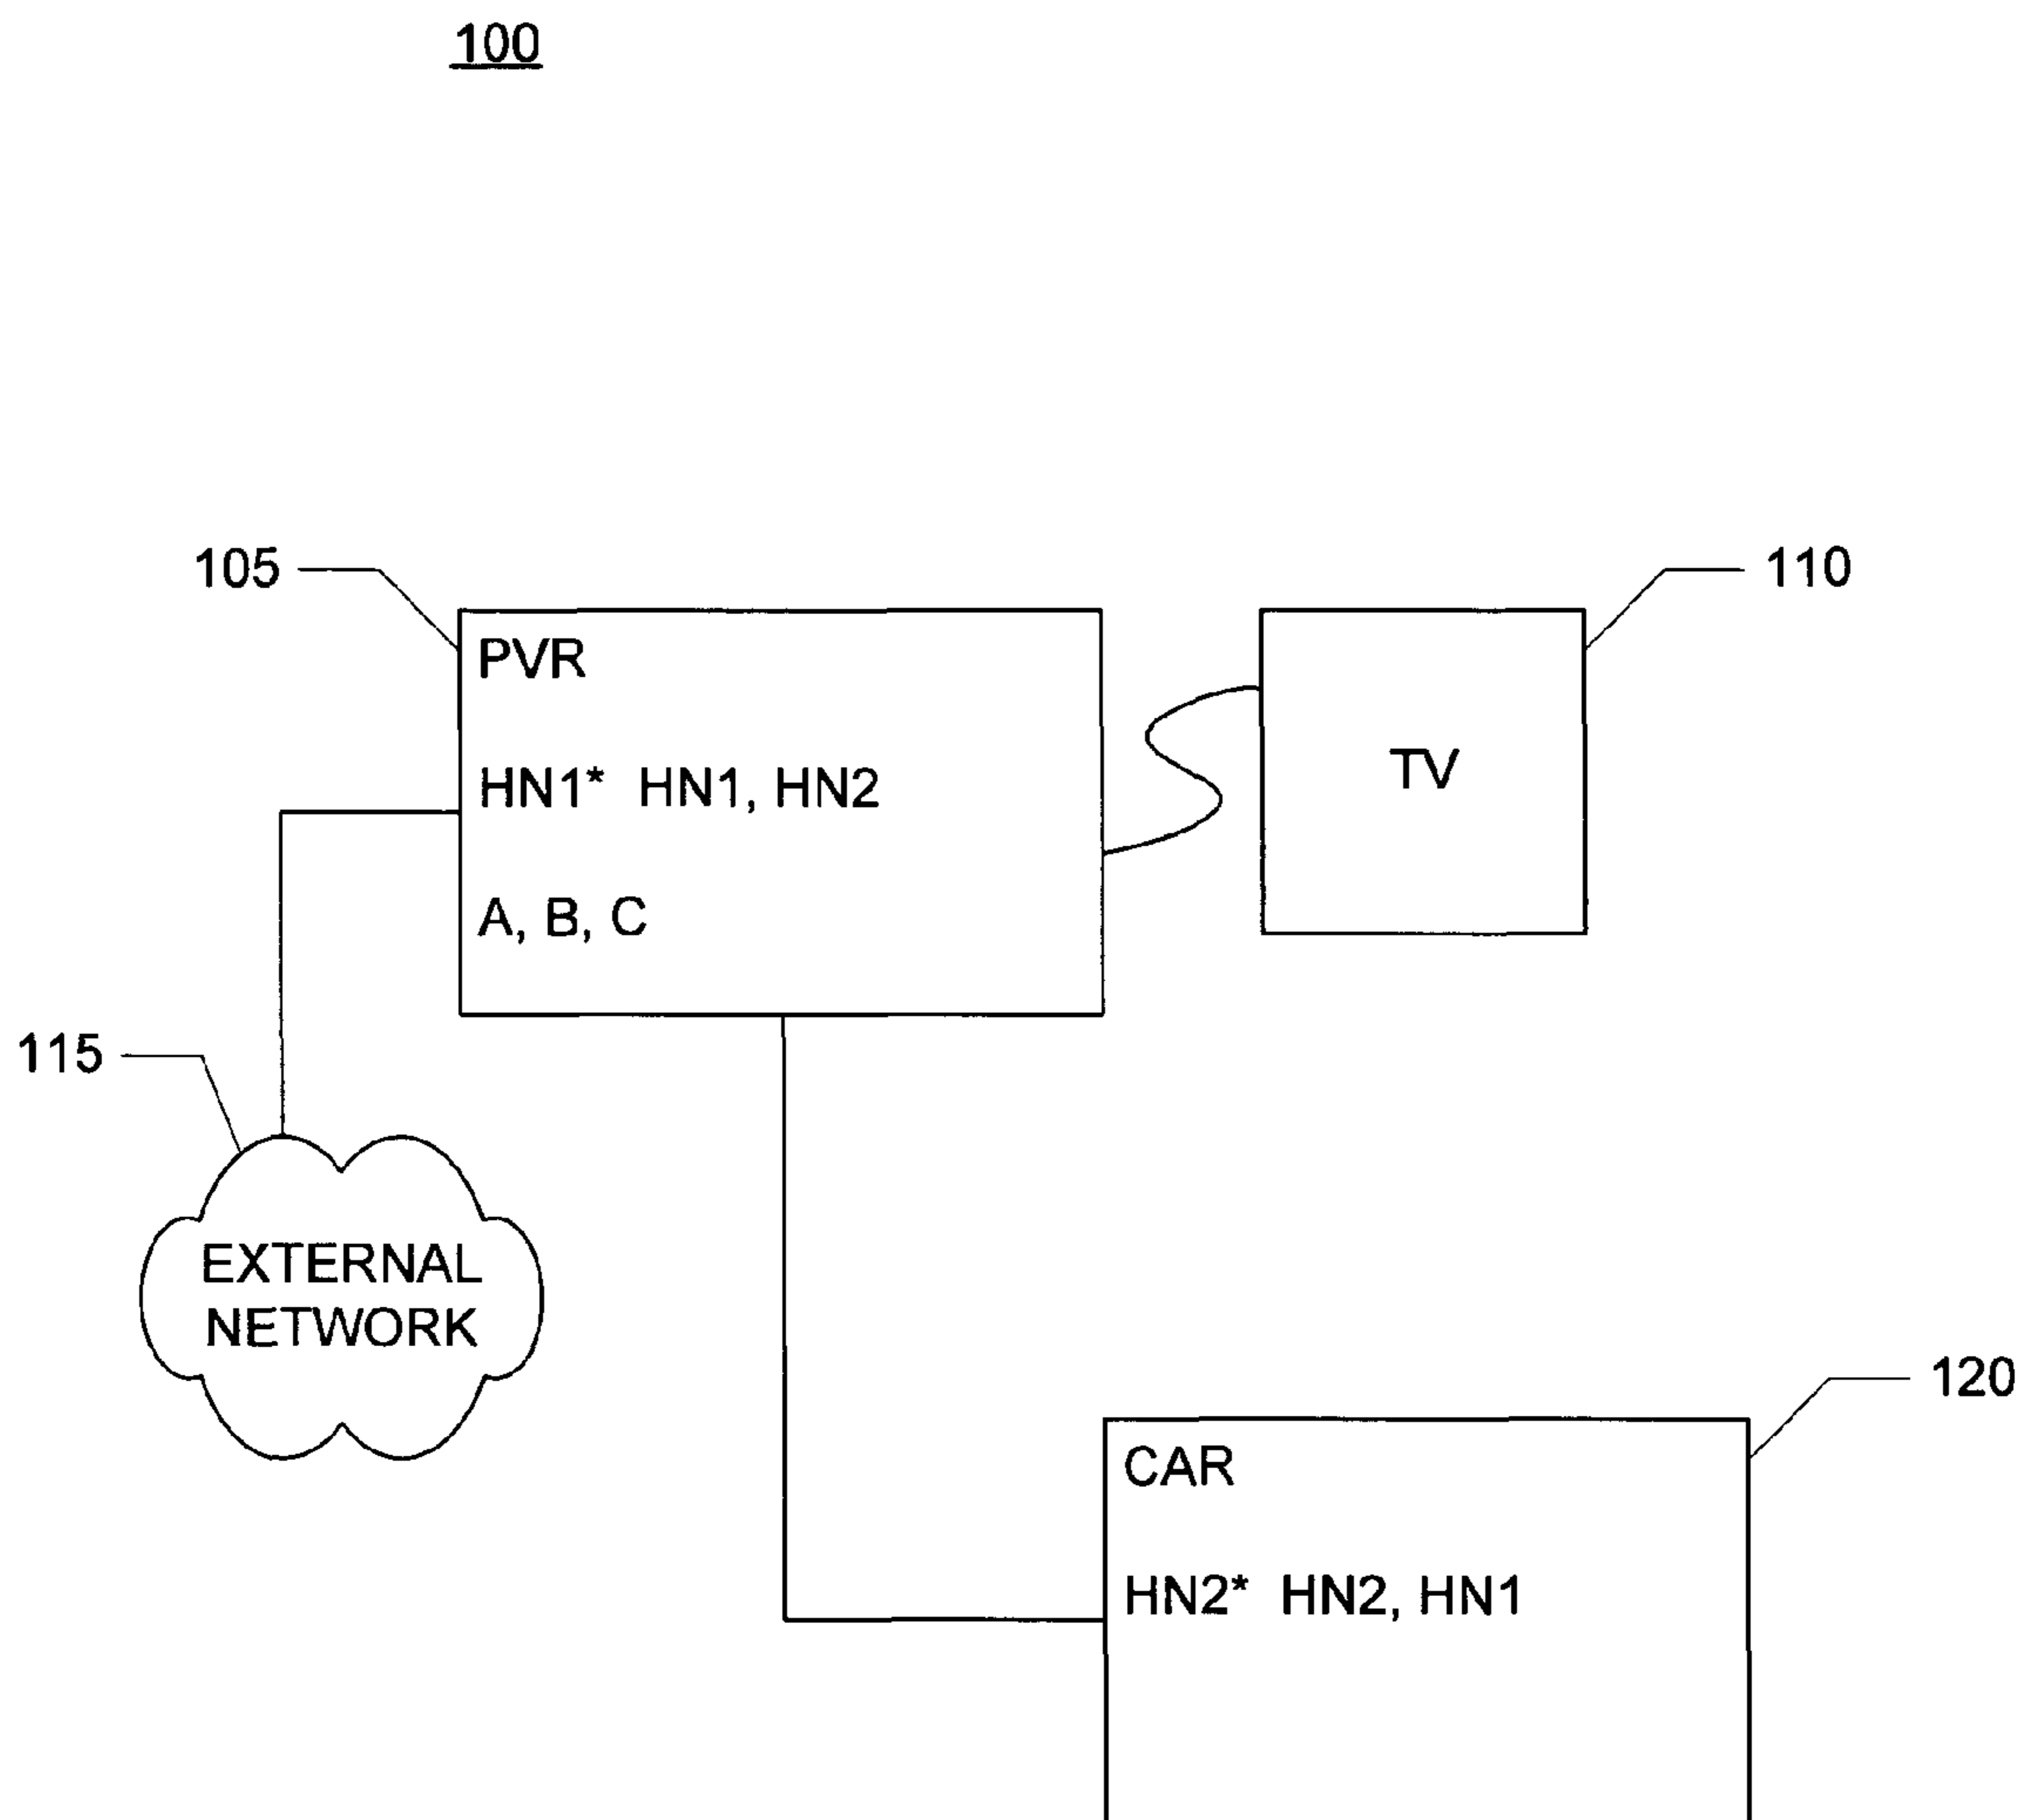 100
105
110
PVR
TV
HN1* HN1, HN2
A, B, C
115
EXTERNAL
NETWORK
120
CAR
HN2* HN2, HN1